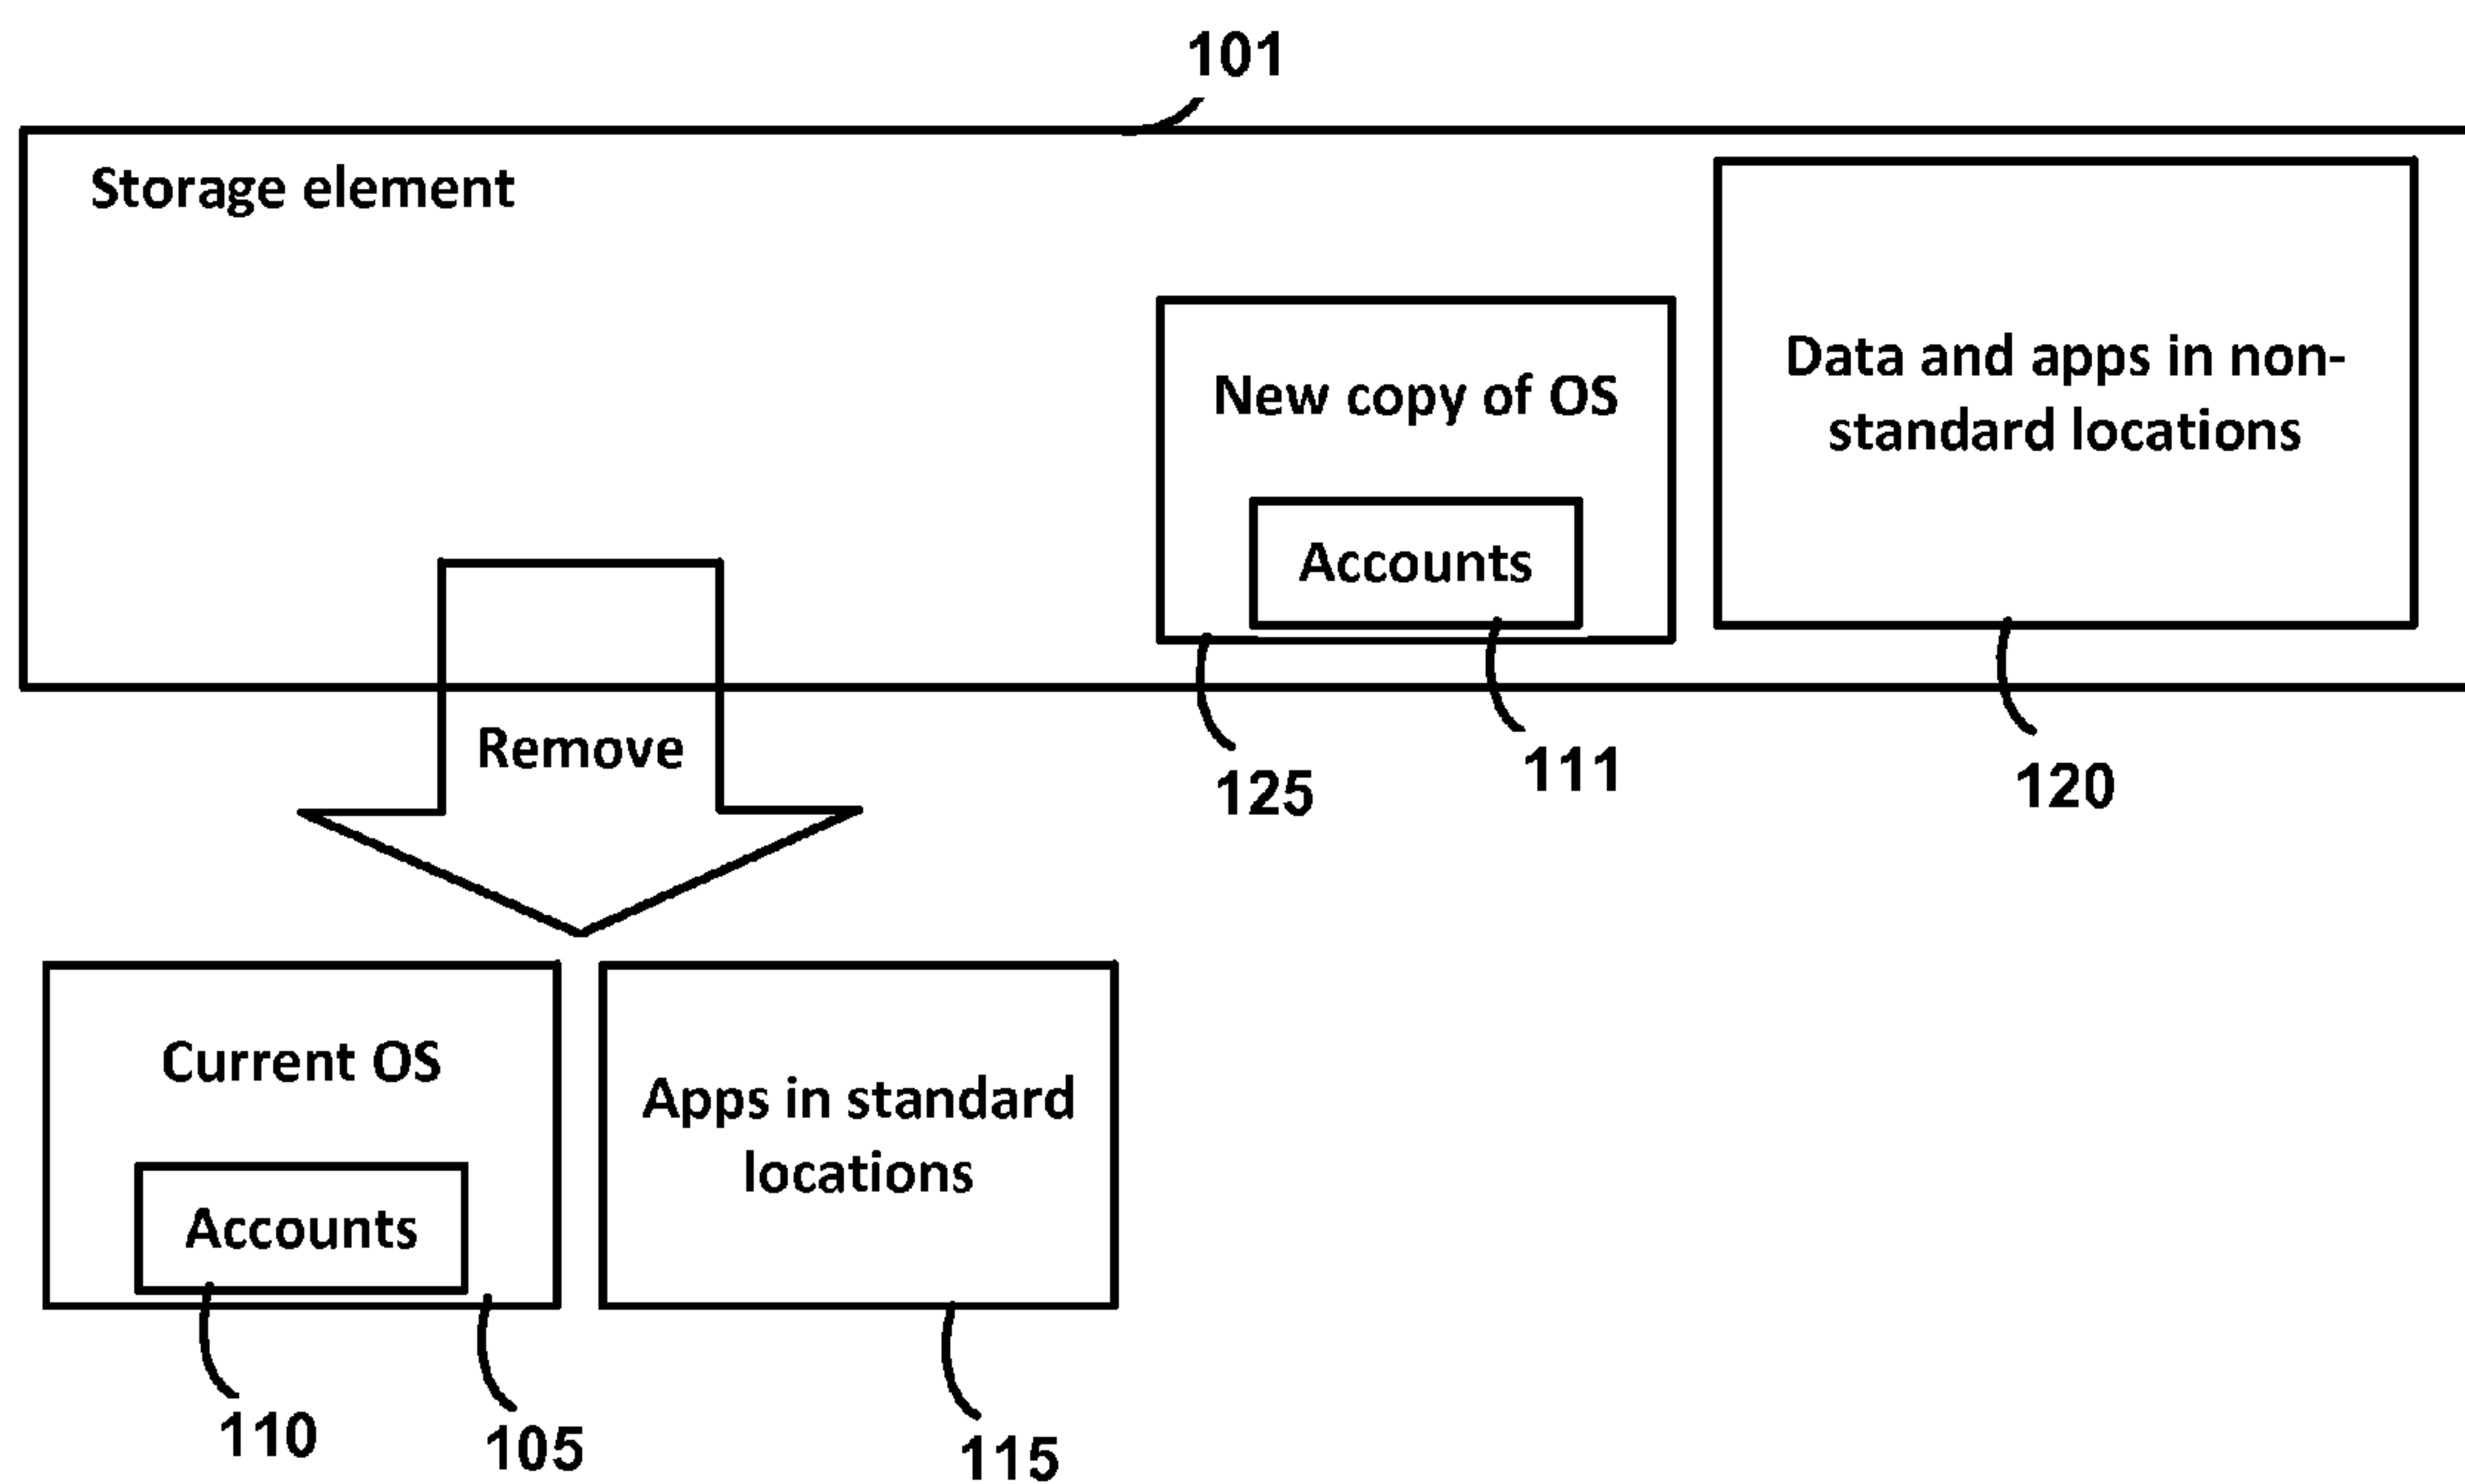 101
Storage element
New copy of OS
Accounts
Data and apps in non-
standard locations
Remove
125
111
120
Current OS
Accounts
Apps in standard
locations
110
105
115